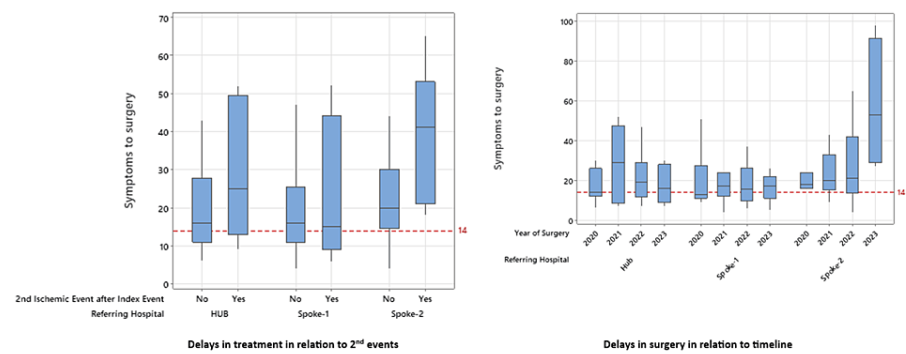 70
60
50
40
30
20
10
0
Symptoms to surgery
14
2nd Ischemic Event after Index Event No Yes No Yes No Yes
Referring Hospital HUB Spoke-1 Spoke-2
Delays in treatment in relation to 2nd events
100
80
60
40
20
0
Symptoms to surgery
14
Year of Surgery 2020 2021 2022 2023 2020 2021 2022 2023 2020 2021 2022 2023
Referring Hospital Hub Spoke-1 Spoke-2
Delays in surgery in relation to timeline